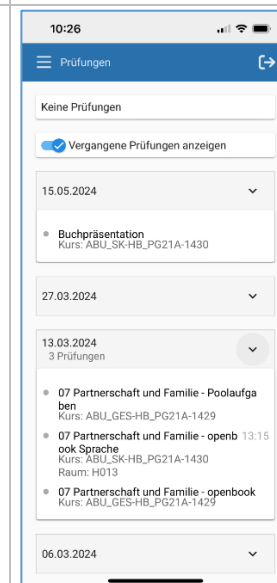 10:26
Prüfungen
Keine Prüfungen
Vergangene Prüfungen anzeigen
15.05.2024
Buchpräsentation
Kurs: ABU_SK-HB_PG21A-1430
27.03.2024
13.03.2024
3 Prüfungen
07 Partnerschaft und Familie - Poolaufga
ben
Kurs: ABU_GES-HB_PG21A-1429
07 Partnerschaft und Familie - openb 13:15
ook Sprache
Kurs: ABU_SK-HB_PG21A-1430
Raum: H013
07 Partnerschaft und Familie - openbook
Kurs: ABU_GES-HB_PG21A-1429
06.03.2024